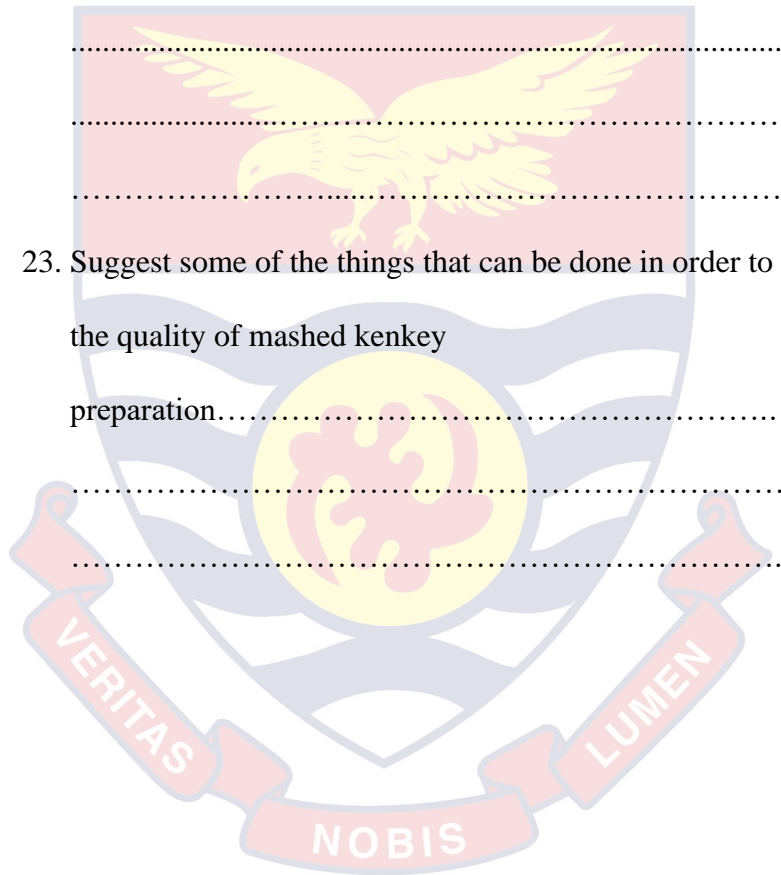 ................................................................................
.......................……………………………………………
……………………….....…………………………………….
23. Suggest some of the things that can be done in order to
the quality of mashed kenkey
preparation………………………………………………..
…………………………………………………………….
…………………………………………………………….
VERITAS
NOBIS
LUMEN